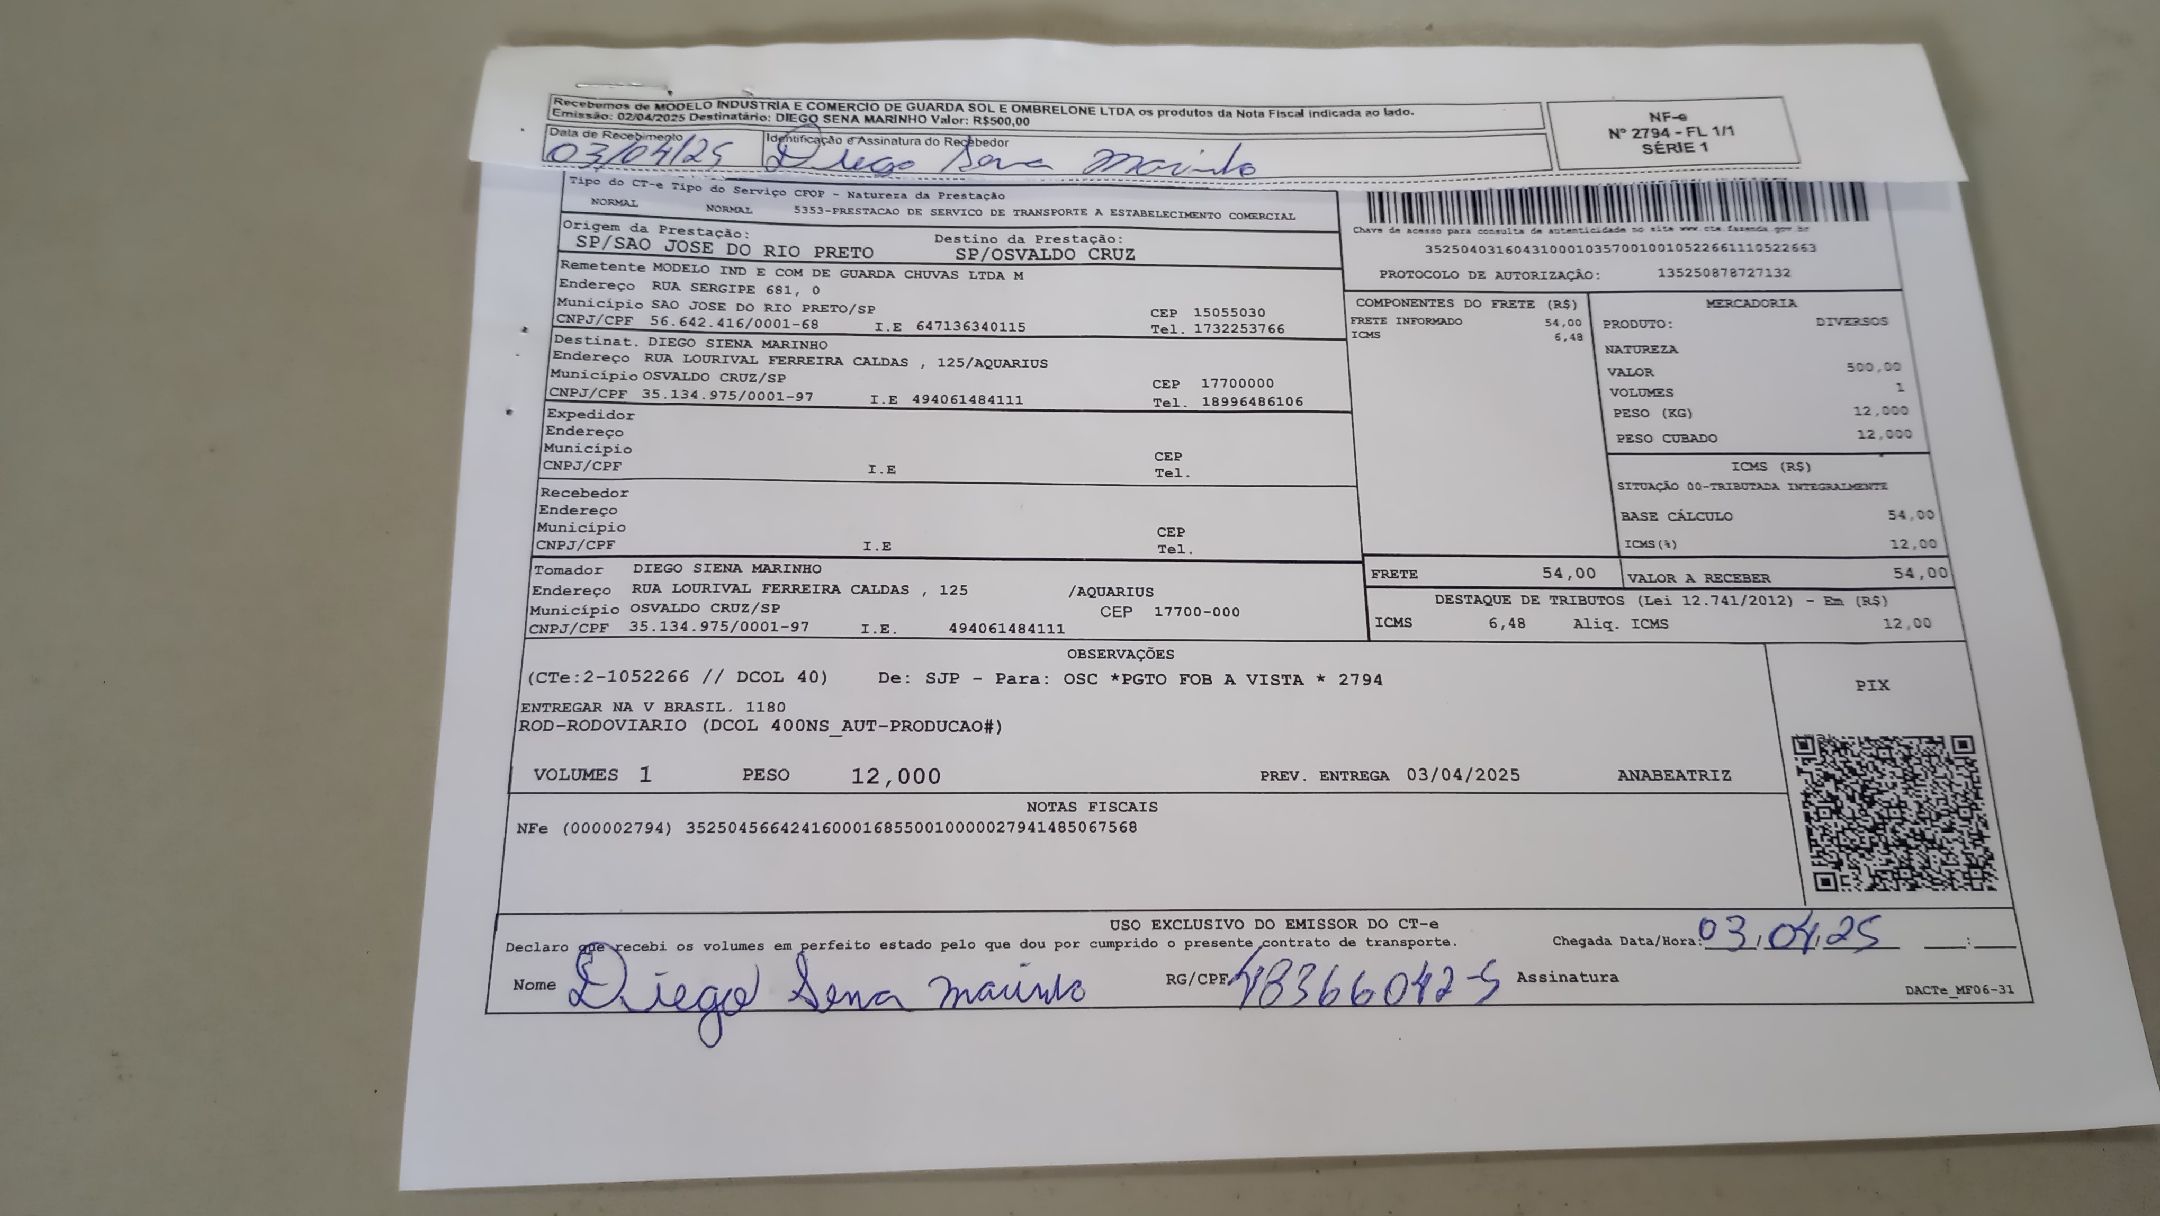 Recebemos de MODELO INDUSTRIA E COMERCIO DE GUARDA SOL E OMBRELONE LTDA os produtos da Nota Fiscal indicada ao lado.
Emissão: 02/04/2025 Destinatário: DIEGO SENA MARINHO Valor: R$500,00
NF-e
Nº 2794 - FL 1/1
SÉRIE 1
Data de Recebimento Identificação e Assinatura do Recebedor
03/04/25 Diego Sena Marinho
Tipo do CT-e Tipo do Serviço CFOP - Natureza da Prestação
NORMAL NORMAL 5353-PRESTACAO DE SERVICO DE TRANSPORTE A ESTABELECIMENTO COMERCIAL
Origem da Prestação: Destino da Prestação:
SP/SAO JOSE DO RIO PRETO SP/OSVALDO CRUZ
Chave de acesso para consulta de autenticidade no site www.cte.fazenda.gov.br
35250403160431000103570010010522661110522663
PROTOCOLO DE AUTORIZAÇÃO: 135250878727132
Remetente MODELO IND E COM DE GUARDA CHUVAS LTDA M
Endereço RUA SERGIPE 681, 0
Município SAO JOSE DO RIO PRETO/SP CEP 15055030
CNPJ/CPF 56.642.416/0001-68 I.E 647136340115 Tel. 1732253766
Destinat. DIEGO SIENA MARINHO
Endereço RUA LOURIVAL FERREIRA CALDAS , 125/AQUARIUS
Município OSVALDO CRUZ/SP CEP 17700000
CNPJ/CPF 35.134.975/0001-97 I.E 494061484111 Tel. 18996486106
Expedidor
Endereço
Município CEP
CNPJ/CPF I.E Tel.
Recebedor
Endereço
Município CEP
CNPJ/CPF I.E Tel.
Tomador DIEGO SIENA MARINHO
Endereço RUA LOURIVAL FERREIRA CALDAS , 125 /AQUARIUS
Município OSVALDO CRUZ/SP CEP 17700-000
CNPJ/CPF 35.134.975/0001-97 I.E. 494061484111
COMPONENTES DO FRETE (R$)
FRETE INFORMADO 54,00
ICMS 6,48
MERCADORIA
PRODUTO: DIVERSOS
NATUREZA
VALOR 500,00
VOLUMES 1
PESO (KG) 12,000
PESO CUBADO 12,000
ICMS (R$)
SITUAÇÃO 00-TRIBUTADA INTEGRALMENTE
BASE CÁLCULO 54,00
ICMS(%) 12,00
FRETE 54,00 VALOR A RECEBER 54,00
DESTAQUE DE TRIBUTOS (Lei 12.741/2012) - Em (R$)
ICMS 6,48 Aliq. ICMS 12,00
OBSERVAÇÕES
(CTe:2-1052266 // DCOL 40) De: SJP - Para: OSC *PGTO FOB A VISTA * 2794
ENTREGAR NA V BRASIL. 1180
ROD-RODOVIARIO (DCOL 400NS_AUT-PRODUCAO#)
VOLUMES 1 PESO 12,000 PREV. ENTREGA 03/04/2025 ANABEATRIZ
PIX
NOTAS FISCAIS
NFe (000002794) 35250456642416000168550010000027941485067568
USO EXCLUSIVO DO EMISSOR DO CT-e
Declaro que recebi os volumes em perfeito estado pelo que dou por cumprido o presente contrato de transporte. Chegada Data/Hora: 03/04/25 __:__
Nome Diego Sena Marinho RG/CPF 48366042-5 Assinatura
DACTe_MF06-31